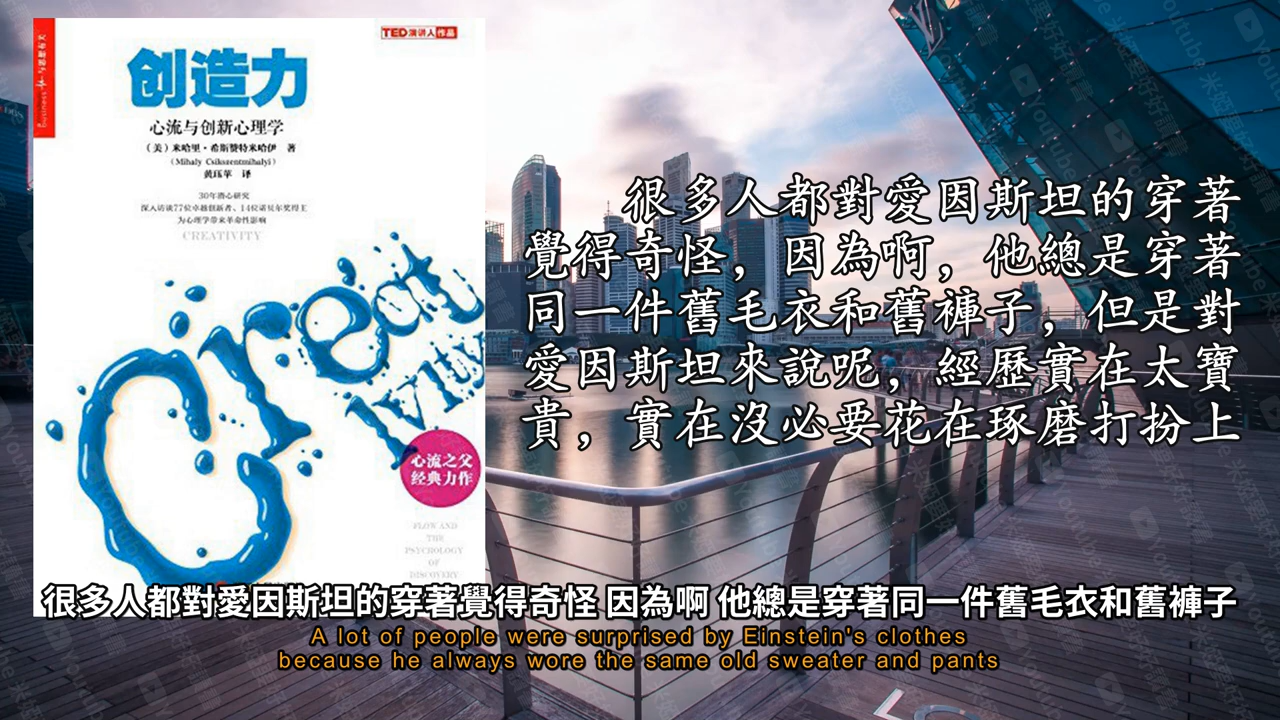 TED演讲人作品
business
与思想有关
创造力
心流与创新心理学
（美）米哈里·希斯赞特米哈伊 著
(Mihaly Csikszentmihalyi)
黄珏苹 译
30年潜心研究
深入访谈77位卓越创新者、14位诺贝尔奖得主
为心理学带来革命性影响
CREATIVITY
Creat
ivity
心流之父
经典力作
FLOW AND
THE
PSYCHOLOGY
OF
DISCOVERY
很多人都對愛因斯坦的穿著
覺得奇怪，因為啊，他總是穿著
同一件舊毛衣和舊褲子，但是對
愛因斯坦來說呢，經歷實在太寶
貴，實在沒必要花在琢磨打扮上
很多人都對愛因斯坦的穿著覺得奇怪 因為啊 他總是穿著同一件舊毛衣和舊褲子
A lot of people were surprised by Einstein's clothes
because he always wore the same old sweater and pants